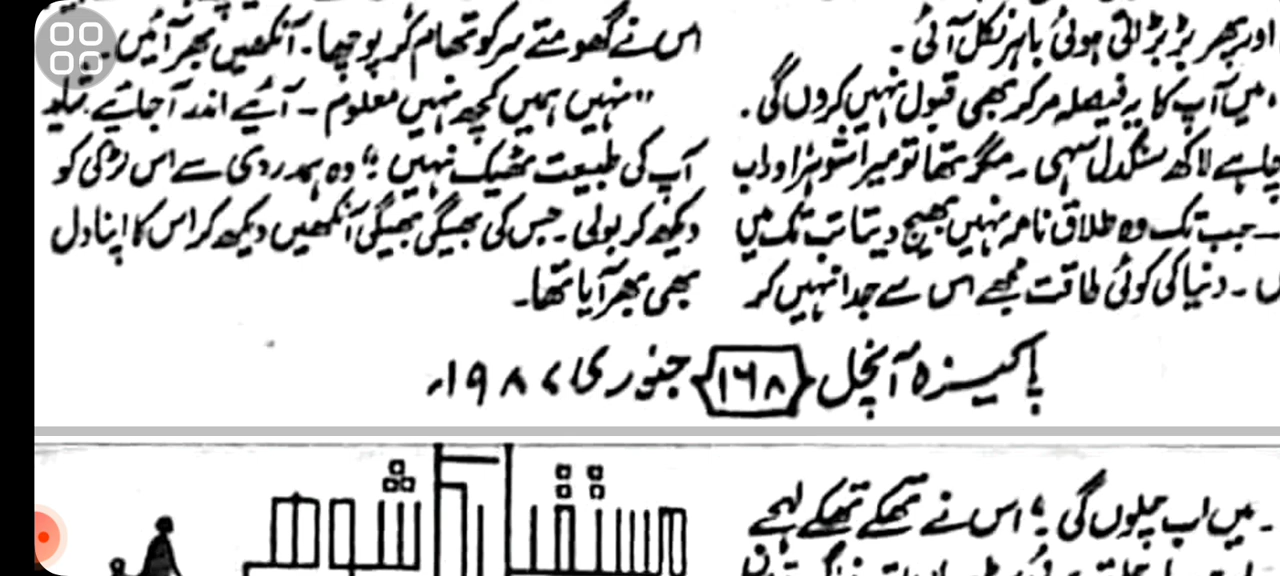 اور پھر بڑبڑاتی ہوئی باہر نکل آئی۔
میں آپ کا یہ فیصلہ مر کر بھی قبول نہیں کروں گی۔
چاہے لاکھ سنگدل سہی ۔ مگر تھا تو میرا شوہر اور اب
۔ جب تک وہ طلاق نامہ نہیں بھیج دیتا تب تک میں
۔ دنیا کی کوئی طاقت مجھے اس سے جدا نہیں کر
اس نے گھومتے سر کو تھام کر پوچھا۔ آنکھیں بھر آئیں۔
"نہیں ہمیں کچھ نہیں معلوم ۔ آئیے اندر آ جائیے پلیز
آپ کی طبیعت ٹھیک نہیں؛" وہ ہمدردی سے اس لڑکی کو
دیکھ کر بولی ۔ جس کی بھیگی بھیگی آنکھیں دیکھ کر اس کا اپنا دل
بھی بھر آیا تھا۔
پاکیزہ آنچل ۱۶۸ جنوری ۱۹۸۷ء
۔ میں اب چلوں گی؛" اس نے تھکے تھکے لہجے